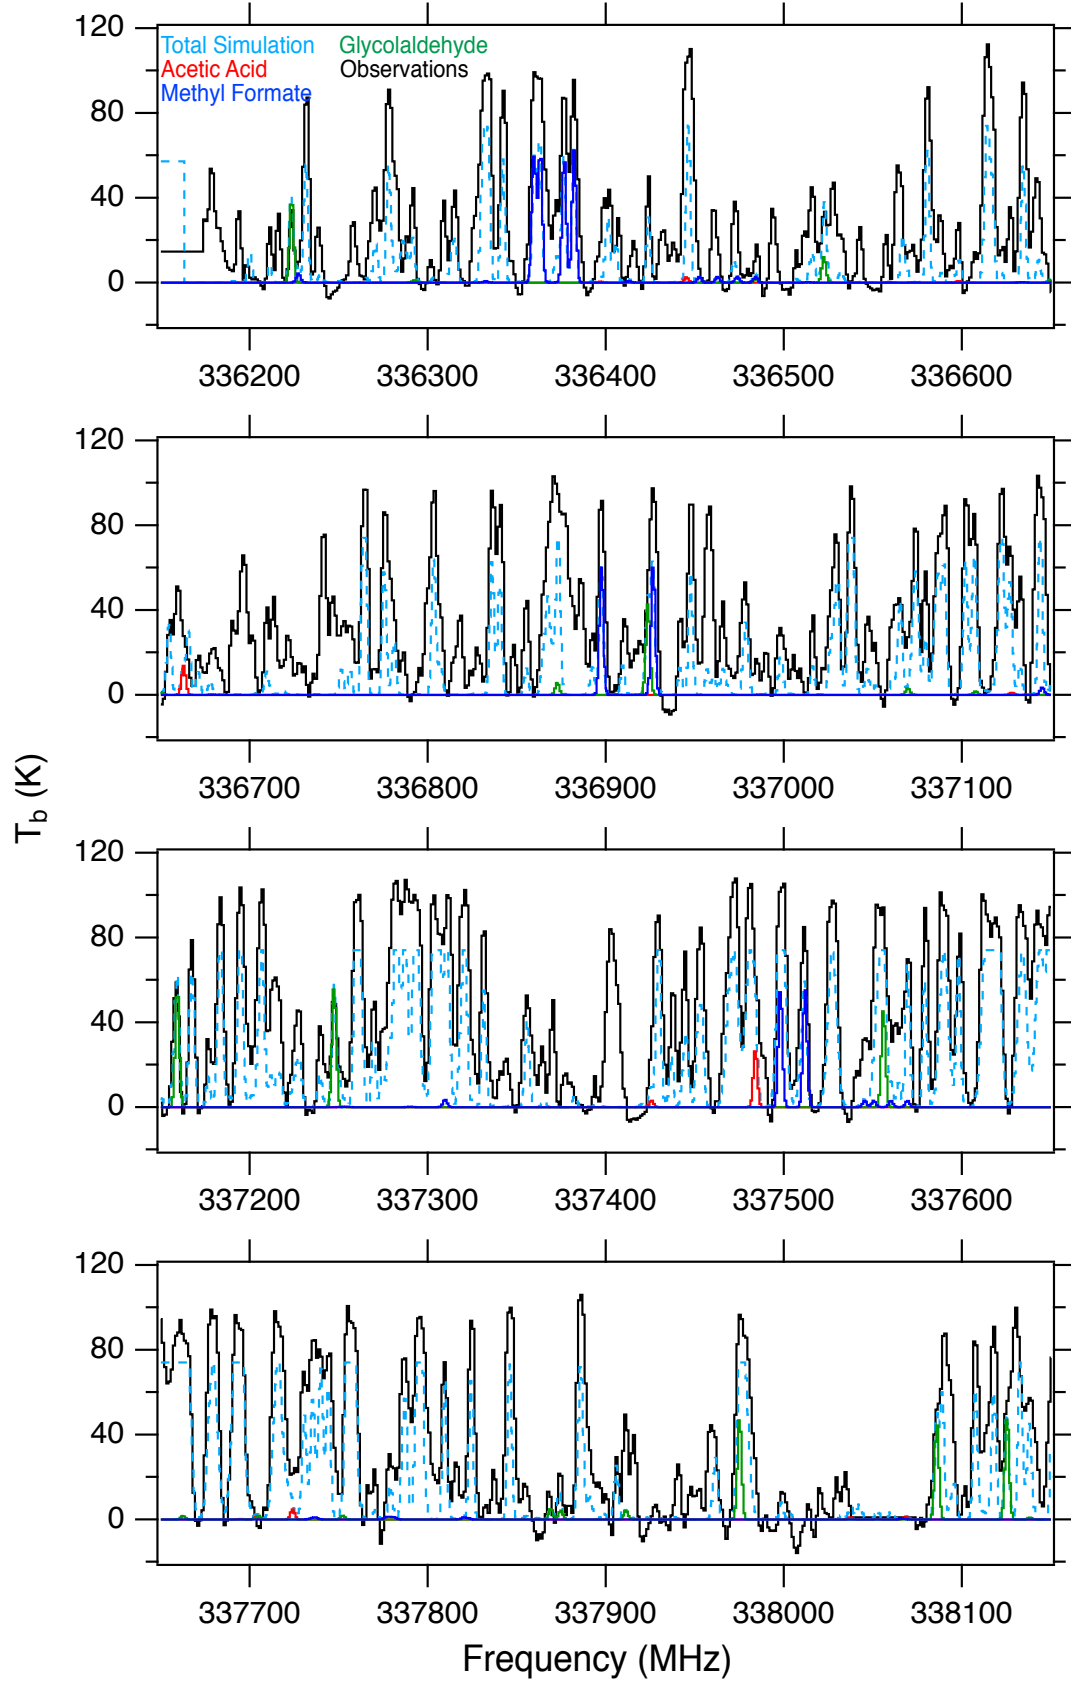 120
Total Simulation Glycolaldehyde
Acetic Acid Observations
Methyl Formate
80
40
0
336200 336300 336400 336500 336600
120
80
40
0
336700 336800 336900 337000 337100
T_b (K)
120
80
40
0
337200 337300 337400 337500 337600
120
80
40
0
337700 337800 337900 338000 338100
Frequency (MHz)